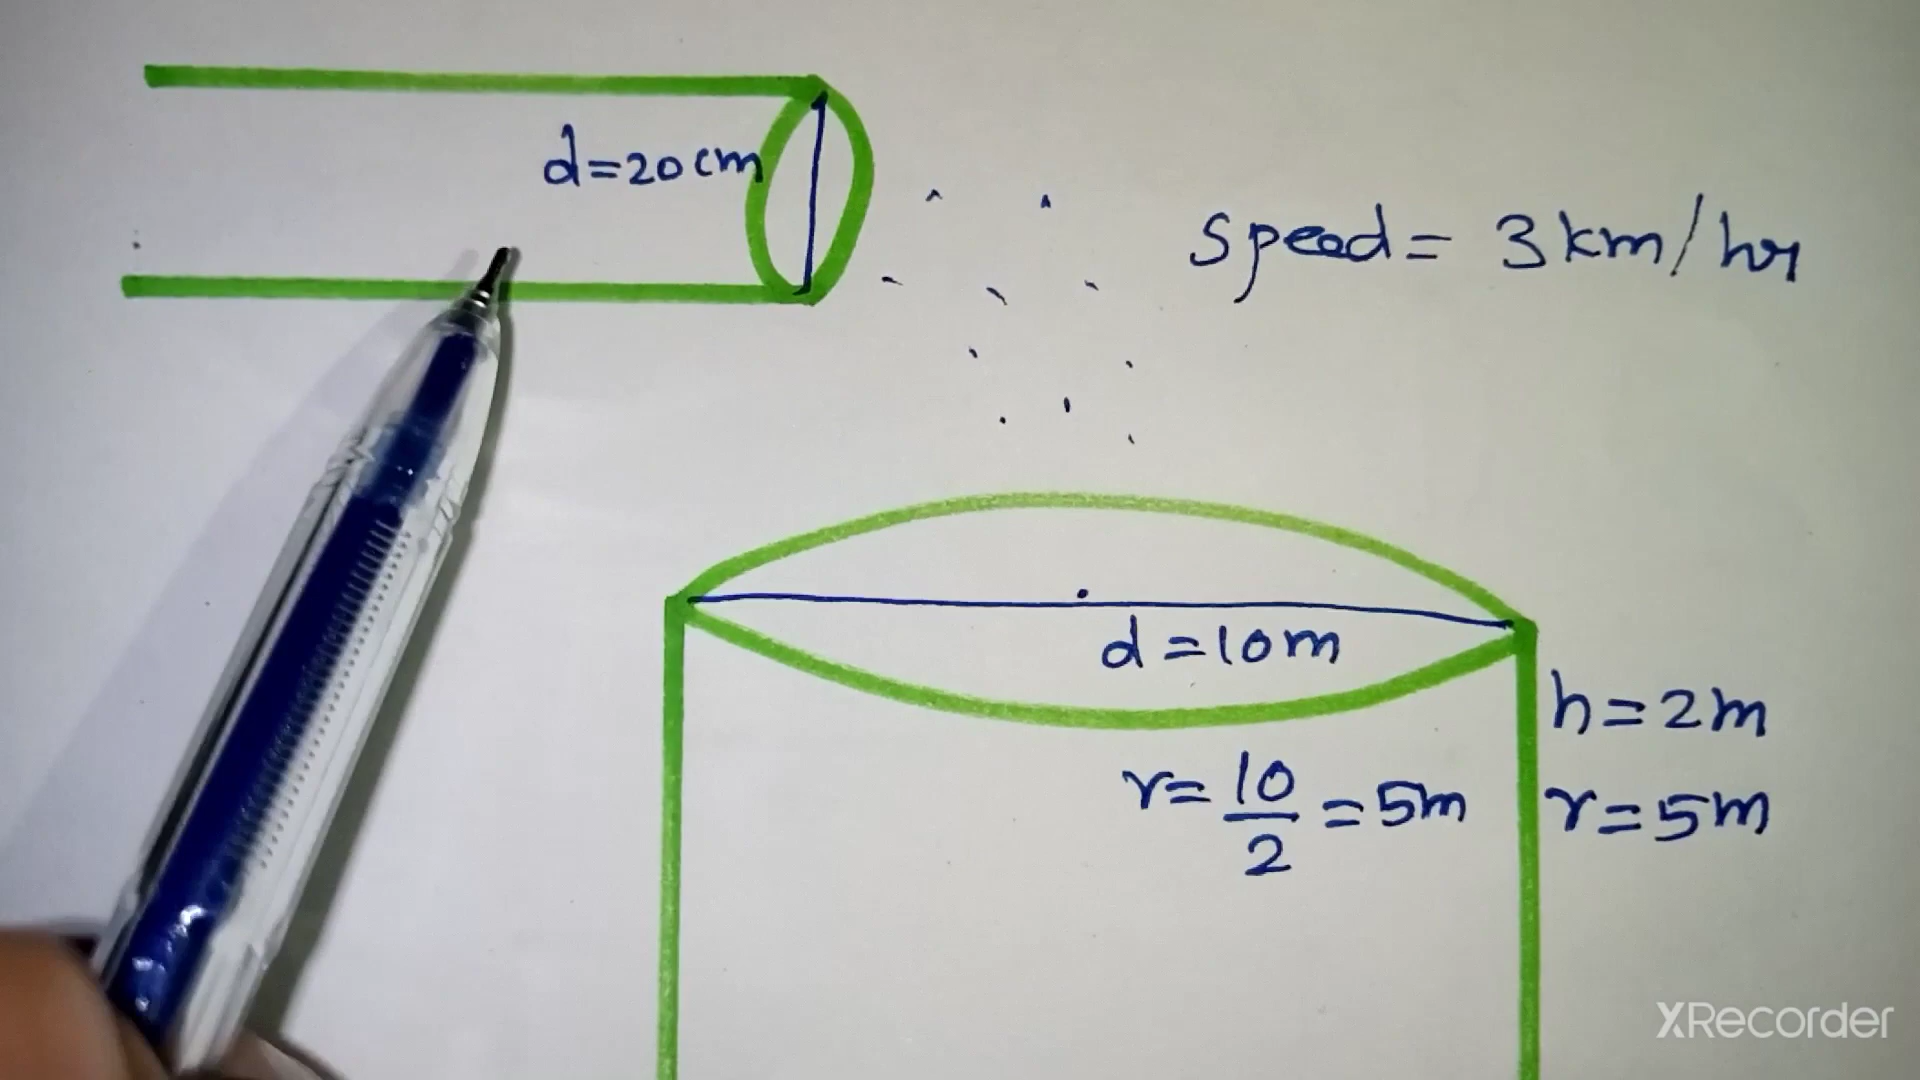 d=20cm
Speed= 3km/hr
d=10m
h=2m
r=10/2=5m
r=5m
XRecorder